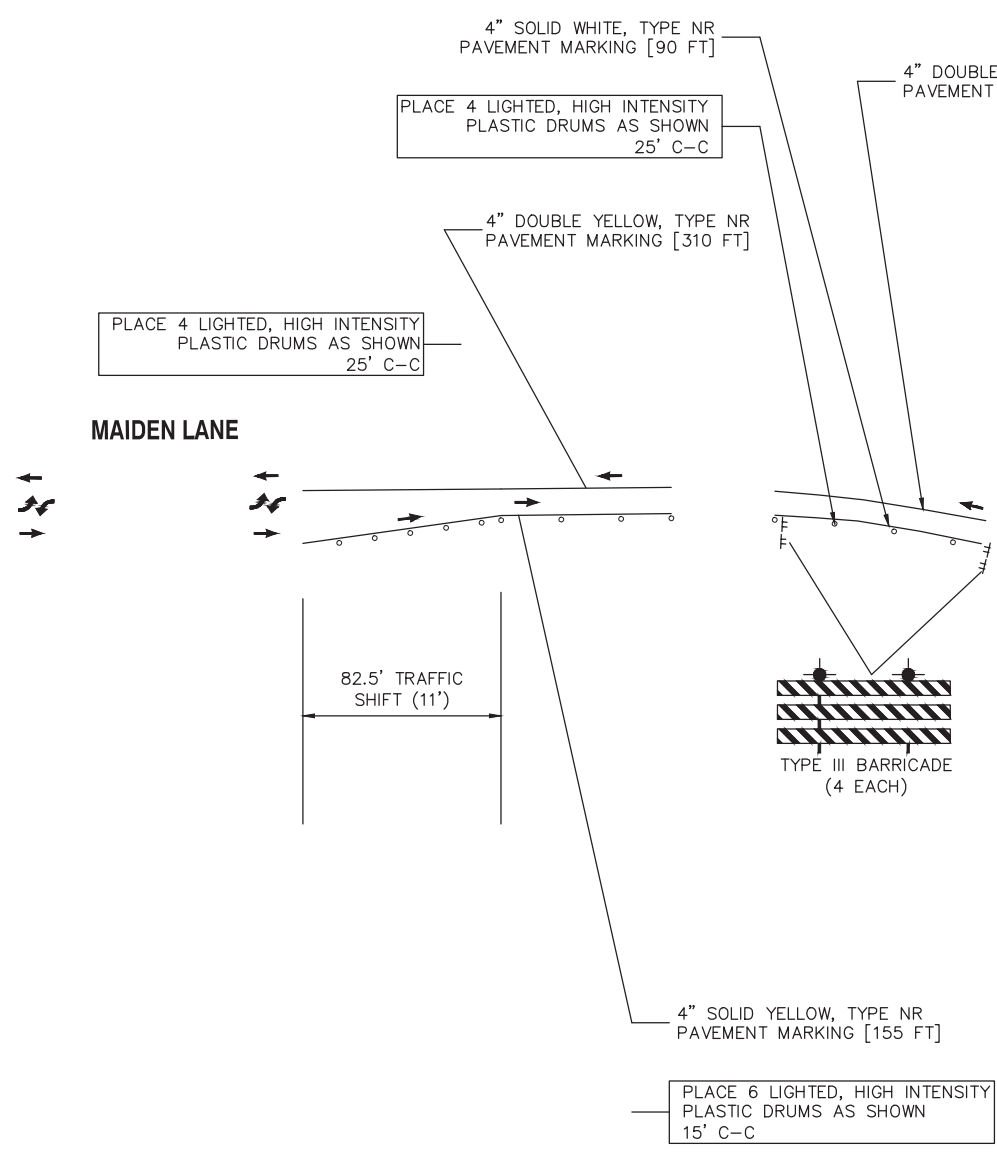 4” SOLID WHITE, TYPE NR
PAVEMENT MARKING [90 FT]
4” DOUBLE
PAVEMENT
PLACE 4 LIGHTED, HIGH INTENSITY
PLASTIC DRUMS AS SHOWN
25’ C–C
4” DOUBLE YELLOW, TYPE NR
PAVEMENT MARKING [310 FT]
PLACE 4 LIGHTED, HIGH INTENSITY
PLASTIC DRUMS AS SHOWN
25’ C–C
MAIDEN LANE
82.5’ TRAFFIC
SHIFT (11’)
TYPE III BARRICADE
(4 EACH)
4” SOLID YELLOW, TYPE NR
PAVEMENT MARKING [155 FT]
PLACE 6 LIGHTED, HIGH INTENSITY
PLASTIC DRUMS AS SHOWN
15’ C–C